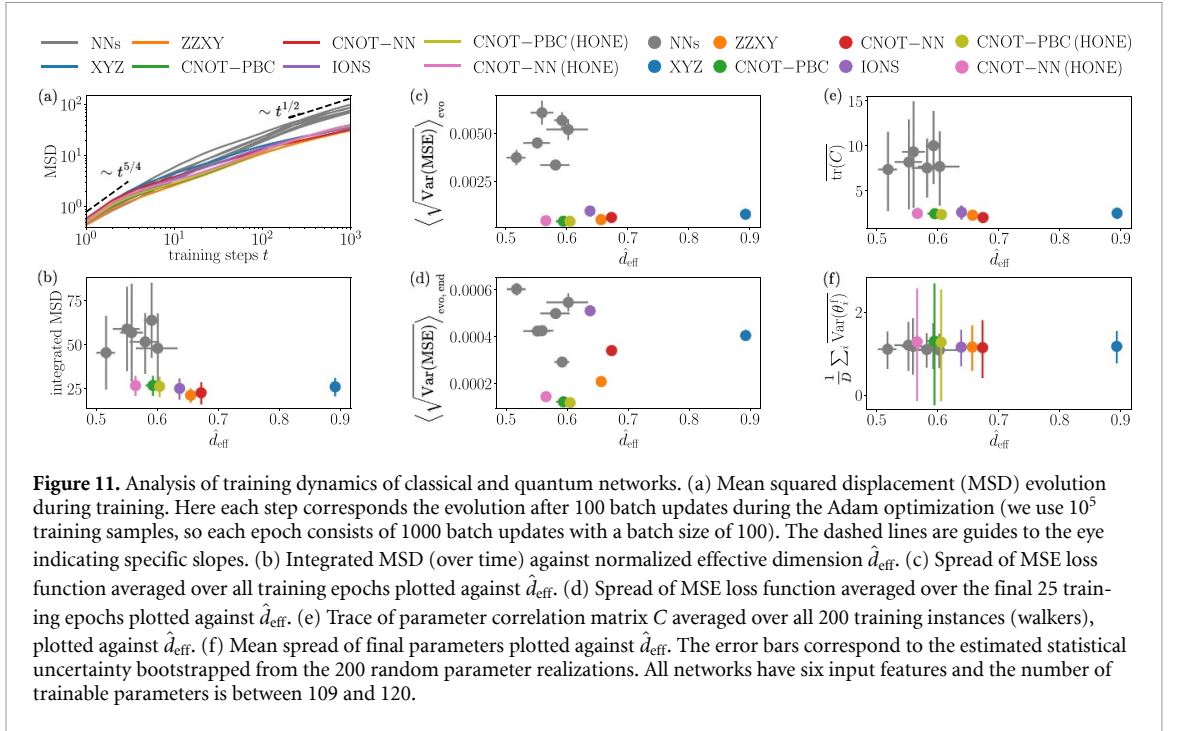 NNs ZZXY CNOT−NN CNOT−PBC (HONE) NNs ZZXY CNOT−NN CNOT−PBC (HONE)
XYZ CNOT−PBC IONS CNOT−NN (HONE) XYZ CNOT−PBC IONS CNOT−NN (HONE)
(a)
10²
10¹
10⁰
MSD
∼ t^{1/2}
∼ t^{5/4}
10⁰ 10¹ 10² 10³
training steps t
(c)
⟨√Var(MSE)⟩_evo
0.0050
0.0025
0.5 0.6 0.7 0.8 0.9
d̂_eff
(e)
tr(C)
15
10
5
0.5 0.6 0.7 0.8 0.9
d̂_eff
(b)
integrated MSD
75
50
25
0.5 0.6 0.7 0.8 0.9
d̂_eff
(d)
⟨√Var(MSE)⟩_evo, end
0.0006
0.0004
0.0002
0.5 0.6 0.7 0.8 0.9
d̂_eff
(f)
2
0
0.5 0.6 0.7 0.8 0.9
d̂_eff
Figure 11. Analysis of training dynamics of classical and quantum networks. (a) Mean squared displacement (MSD) evolution
during training. Here each step corresponds the evolution after 100 batch updates during the Adam optimization (we use 10⁵
training samples, so each epoch consists of 1000 batch updates with a batch size of 100). The dashed lines are guides to the eye
indicating specific slopes. (b) Integrated MSD (over time) against normalized effective dimension d̂_eff. (c) Spread of MSE loss
function averaged over all training epochs plotted against d̂_eff. (d) Spread of MSE loss function averaged over the final 25 train-
ing epochs plotted against d̂_eff. (e) Trace of parameter correlation matrix C averaged over all 200 training instances (walkers),
plotted against d̂_eff. (f) Mean spread of final parameters plotted against d̂_eff. The error bars correspond to the estimated statistical
uncertainty bootstrapped from the 200 random parameter realizations. All networks have six input features and the number of
trainable parameters is between 109 and 120.